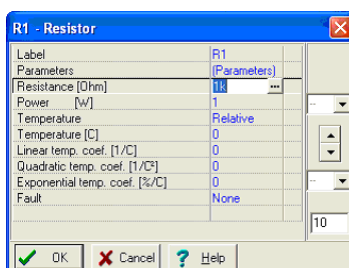 R1 - Resistor
Label R1
Parameters (Parameters)
Resistance [Ohm] 1k ...
Power [W] 1
Temperature Relative
Temperature [C] 0
Linear temp. coef. [1/C] 0
Quadratic temp. coef. [1/C²] 0
Exponential temp. coef. [%/C] 0
Fault None
--
--
10
OK Cancel ? Help